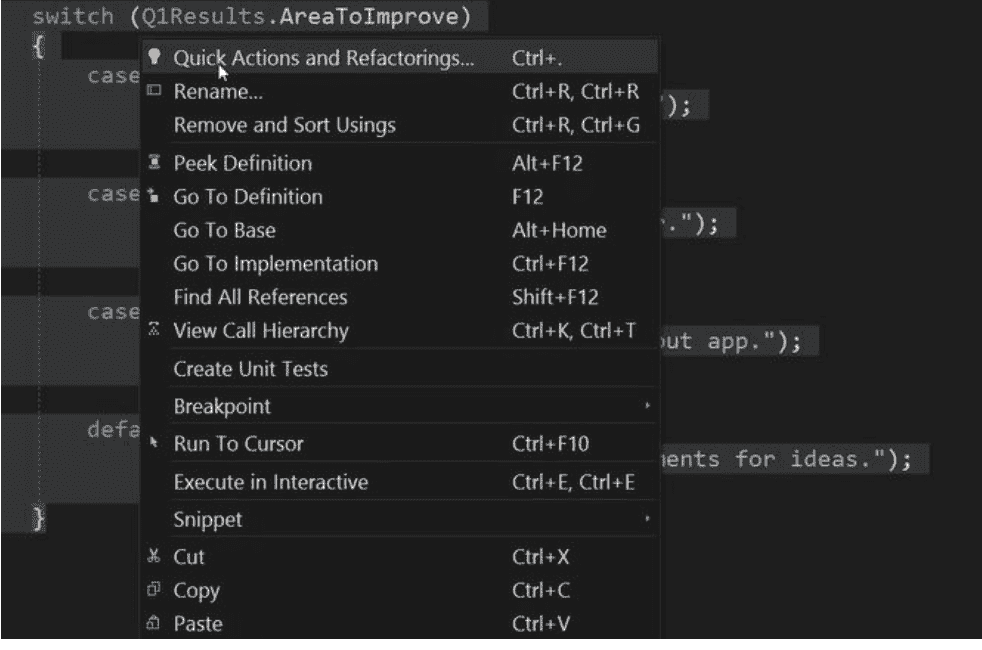 switch (Q1Results.AreaToImprove)
{
Quick Actions and Refactorings... Ctrl+.
case
Rename... Ctrl+R, Ctrl+R
");
Remove and Sort Usings Ctrl+R, Ctrl+G
Peek Definition Alt+F12
case
Go To Definition F12
.");
Go To Base Alt+Home
Go To Implementation Ctrl+F12
Find All References Shift+F12
case
View Call Hierarchy Ctrl+K, Ctrl+T
out app.");
Create Unit Tests
Breakpoint
defa
Run To Cursor Ctrl+F10
ments for ideas.");
Execute in Interactive Ctrl+E, Ctrl+E
Snippet
}
Cut Ctrl+X
Copy Ctrl+C
Paste Ctrl+V